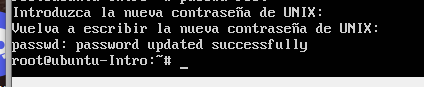 Introduzca la nueva contraseña de UNIX:
Vuelva a escribir la nueva contraseña de UNIX:
passwd: password updated successfully
root@ubuntu-Intro:~# _